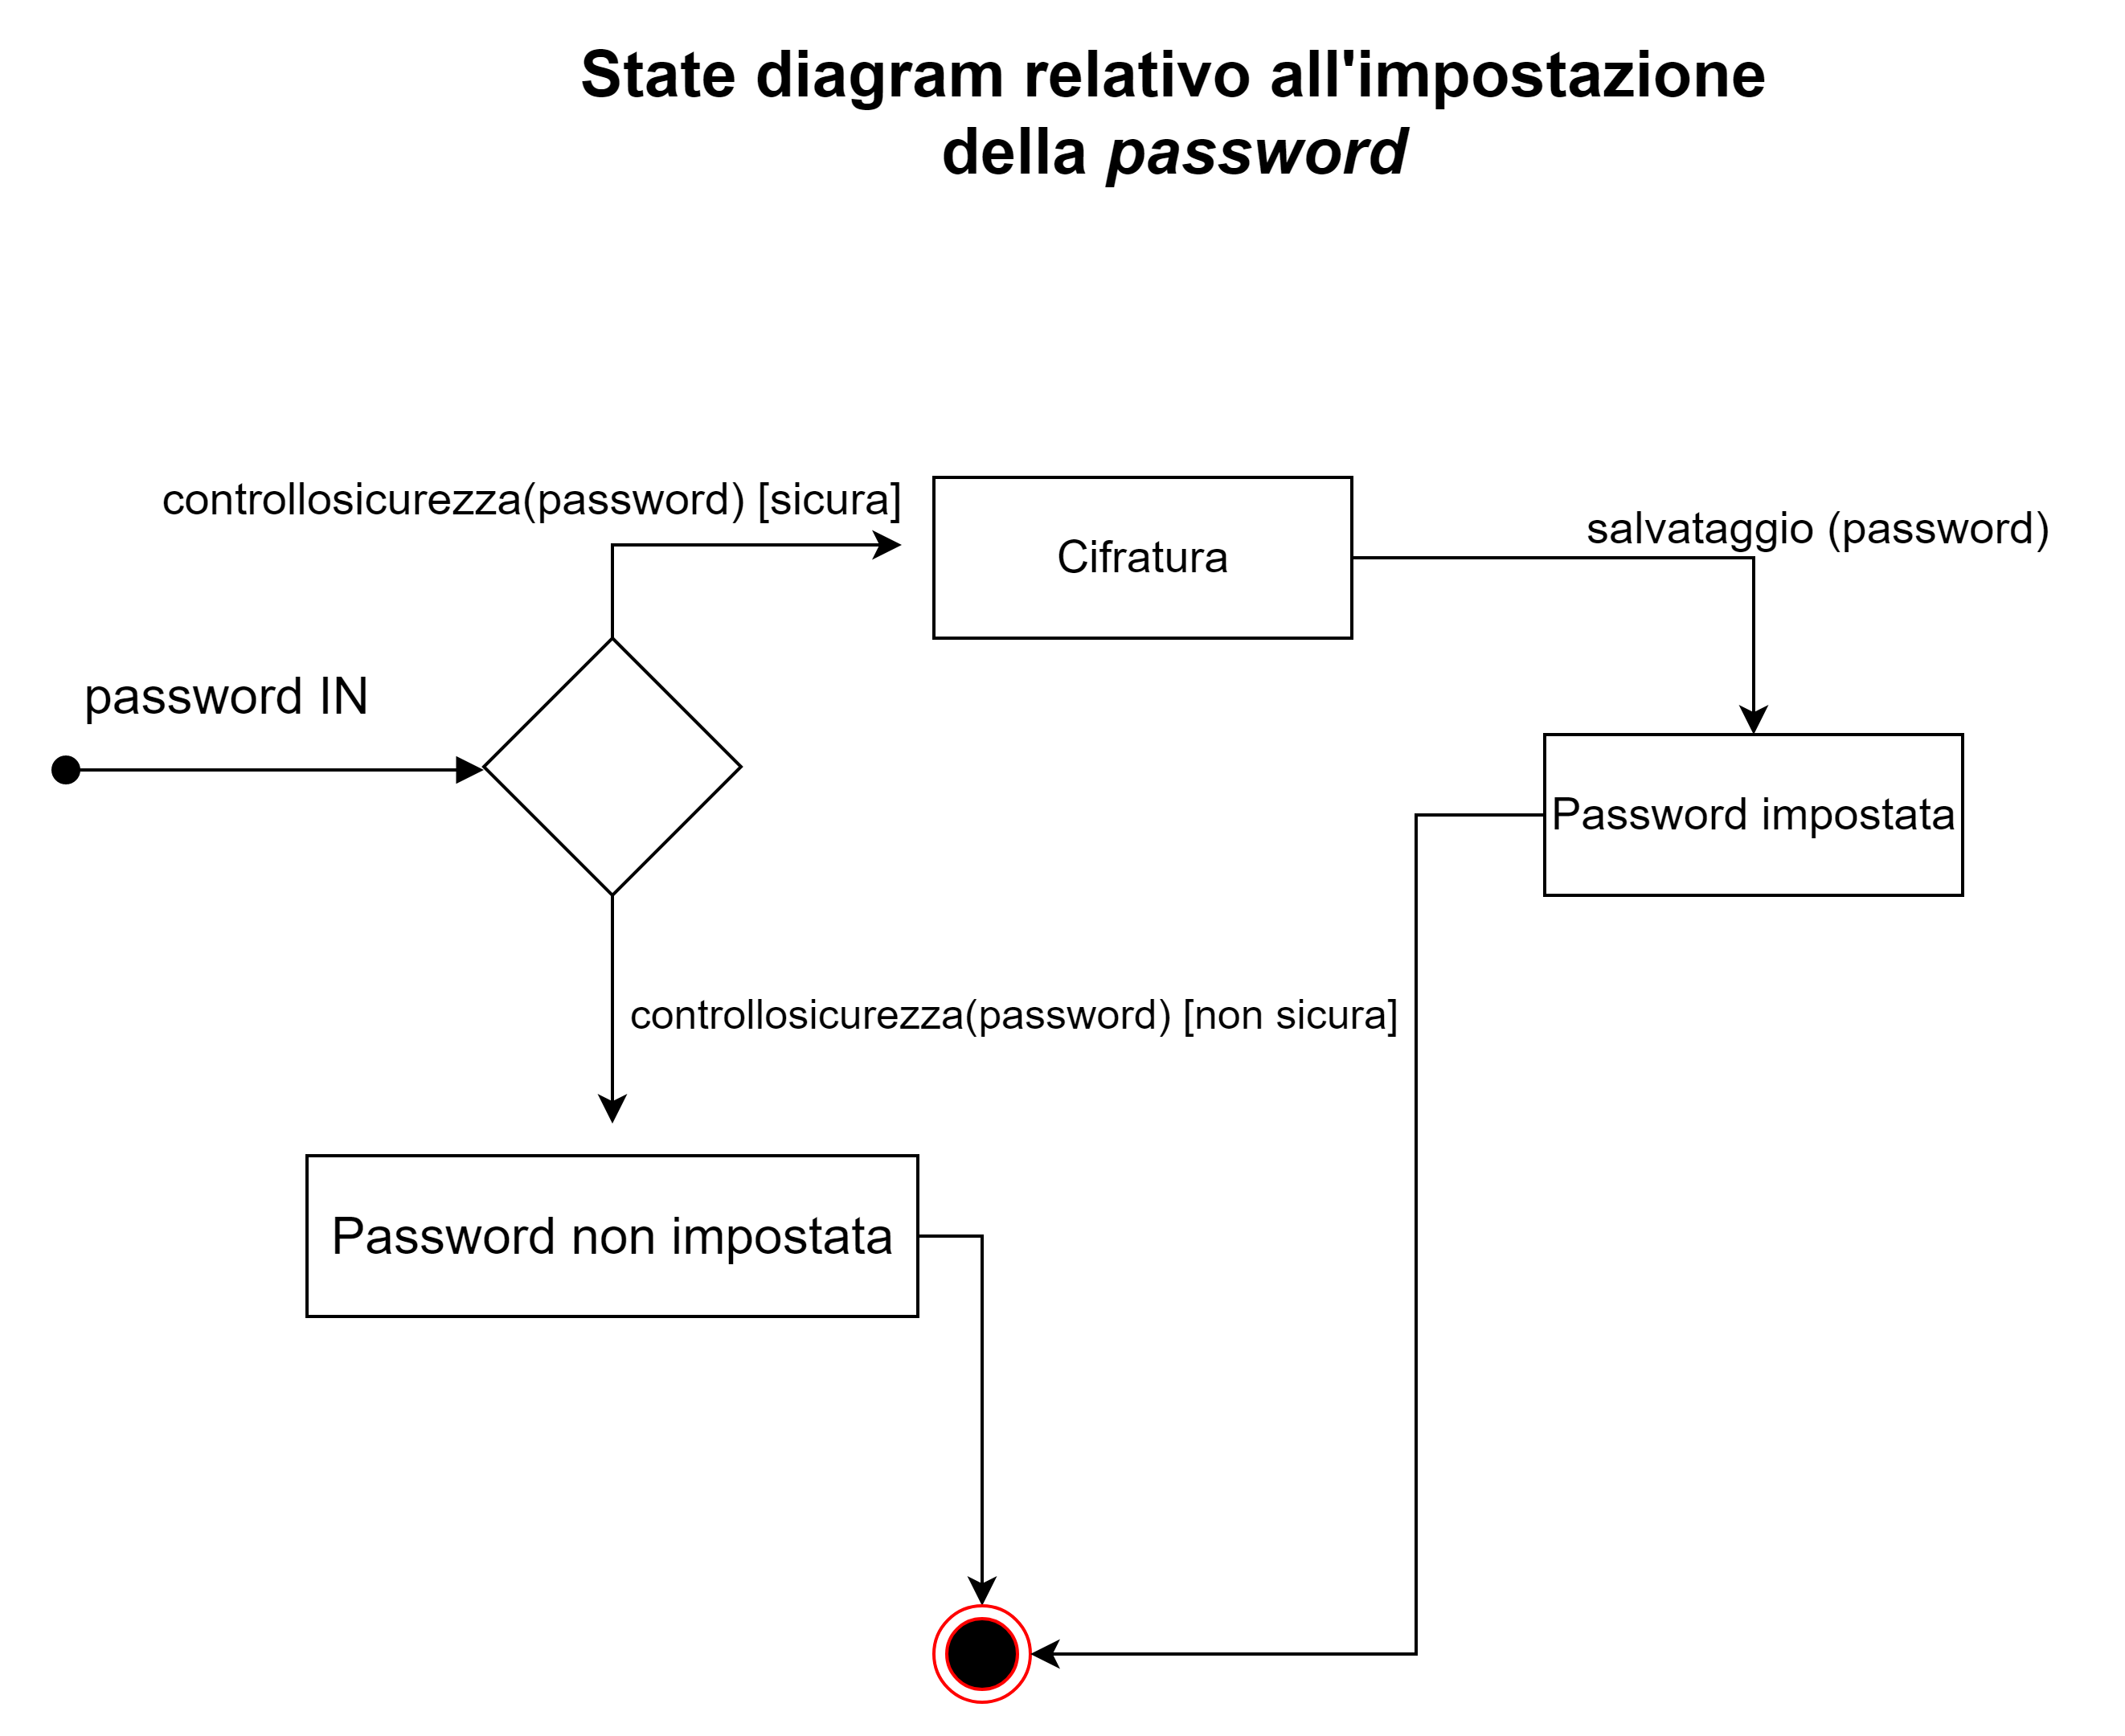 State diagram relativo all'impostazione
della password
controllosicurezza(password) [sicura]
Cifratura
salvataggio (password)
password IN
Password impostata
controllosicurezza(password) [non sicura]
Password non impostata